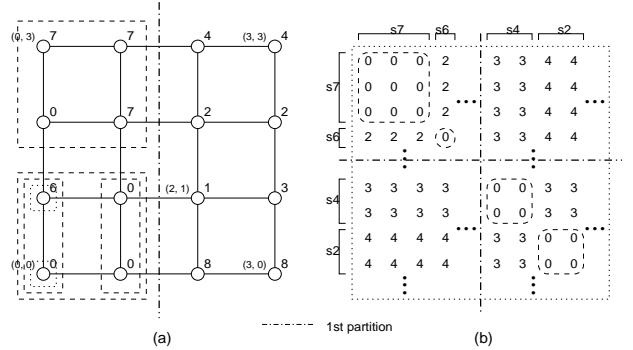 (0, 3) 7 7 4 (3, 3) 4
0 7 2 2
6 0 (2, 1) 1 3
(0, 0) 0 0 8 (3, 0) 8
(a)
s7 s6 s4 s2
s7
0 0 0 2 3 3 4 4
0 0 0 2 3 3 4 4
0 0 0 2 ••• 3 3 4 4 •••
s6 2 2 2 0 3 3 4 4
s4
3 3 3 3 0 0 3 3
3 3 3 3 ••• 0 0 3 3 •••
s2
4 4 4 4 3 3 0 0
4 4 4 4 3 3 0 0
1st partition
(b)